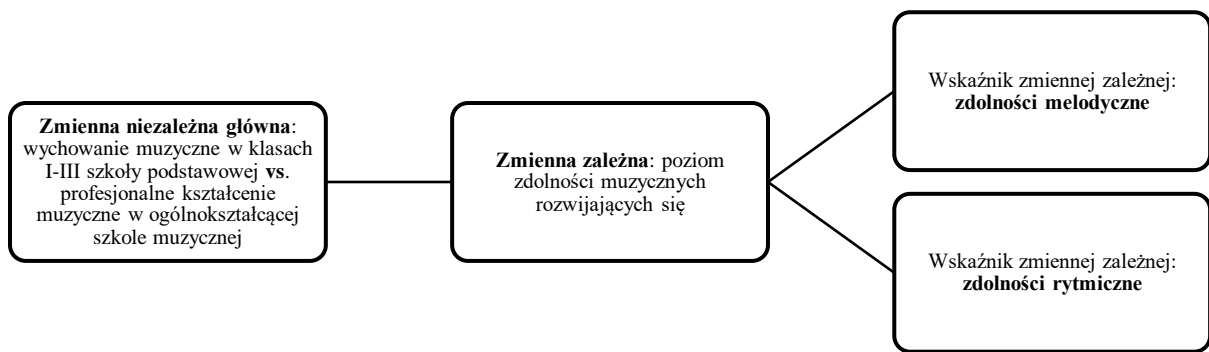 Zmienna niezależna główna:
wychowanie muzyczne w klasach
I-III szkoły podstawowej vs.
profesjonalne kształcenie
muzyczne w ogólnokształcącej
szkole muzycznej
Zmienna zależna: poziom
zdolności muzycznych
rozwijających się
Wskaźnik zmiennej zależnej:
zdolności melodyczne
Wskaźnik zmiennej zależnej:
zdolności rytmiczne